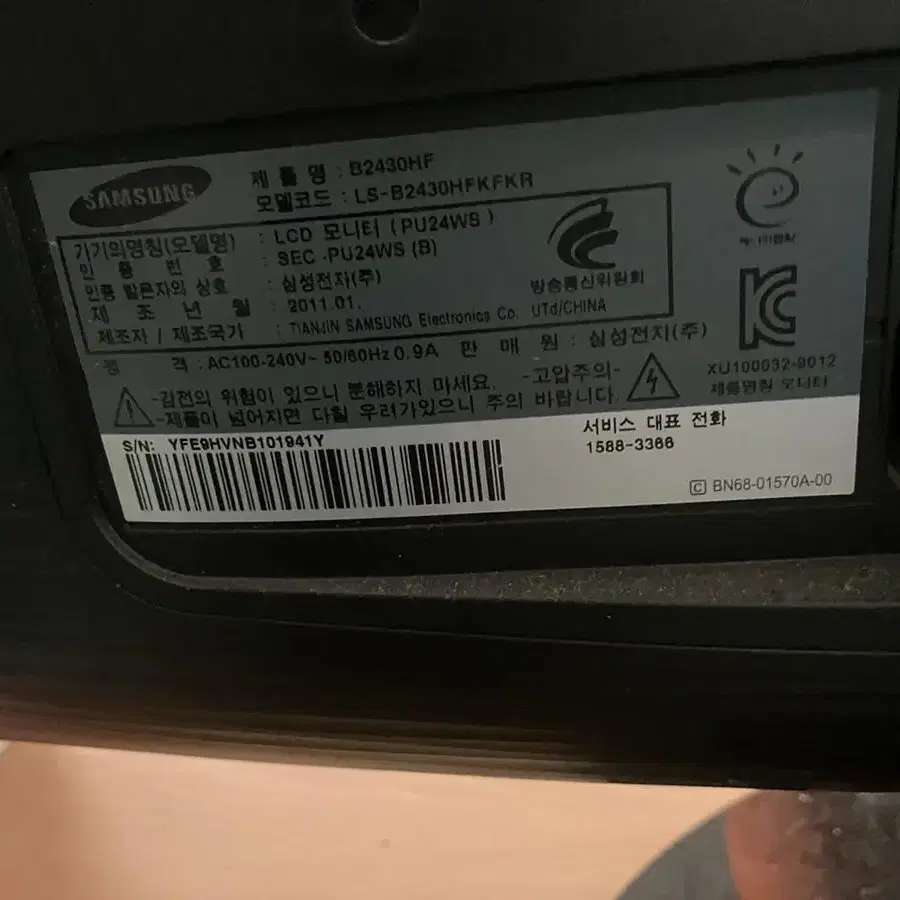 SAMSUNG
제 품 명 : B2430HF
모델코드 : LS-B2430HFKFKR
기기의명칭(모델명) : LCD 모니터 (PU24WS )
인 증 번 호 : SEC -PU24WS (B)
인증 받은자의 상호 : 삼성전자(주)
제 조 년 월 : 2011.01.
제조자 / 제조국가 : TIANJIN SAMSUNG Electronics Co. UTd/CHINA
방송통신위원회
정 격 : AC100-240V~ 50/60Hz 0.9A 판 매 원 : 삼성전자(주)
XU100032-9012
제품명림 모니터
-감전의 위험이 있으니 분해하지 마세요. -고압주의-
-제품이 넘어지면 다칠 우려가있으니 주의 바랍니다.
S/N: YFE9HVNB101941Y
서비스 대표 전화
1588-3366
C BN68-01570A-00